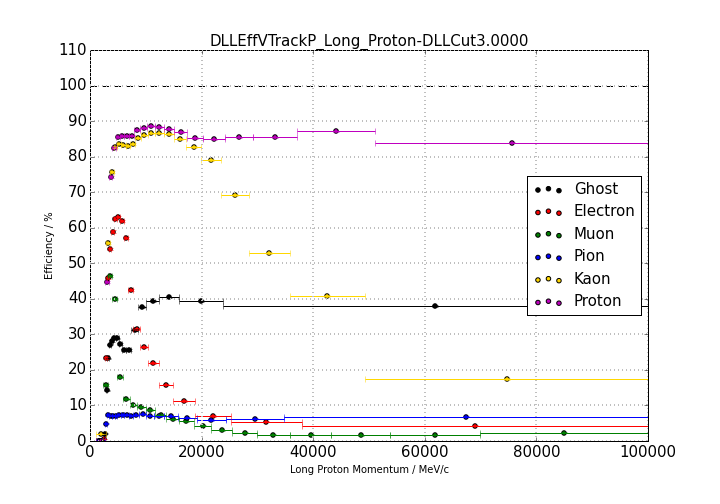 DLLEffVTrackP_Long_Proton-DLLCut3.0000
110
100
90
80
70
60
50
40
30
20
10
0
Efficiency / %
Ghost
Electron
Muon
Pion
Kaon
Proton
0 20000 40000 60000 80000 100000
Long Proton Momentum / MeV/c